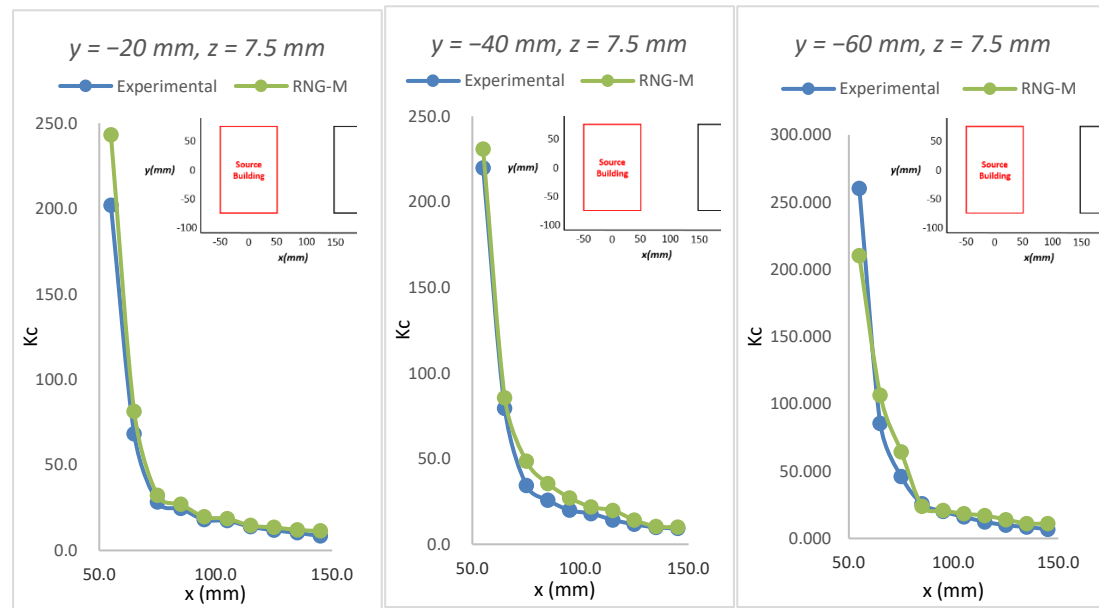 y = −20 mm, z = 7.5 mm
Experimental RNG-M
250.0
200.0
150.0
100.0
50.0
0.0
50.0 100.0 150.0
Kc
x (mm)
50
0
-50
-100
y(mm)
Source
Building
-50 0 50 100 150
x(mm)
y = −40 mm, z = 7.5 mm
Experimental RNG-M
250.0
200.0
150.0
100.0
50.0
0.0
50.0 100.0 150.0
Kc
x (mm)
50
0
-50
-100
y(mm)
Source
Building
-50 0 50 100 150
x(mm)
y = −60 mm, z = 7.5 mm
Experimental RNG-M
300.000
250.000
200.000
150.000
100.000
50.000
0.000
50.0 100.0 150.0
Kc
x (mm)
50
0
-50
-100
y(mm)
Source
Building
-50 0 50 100 150
x(mm)